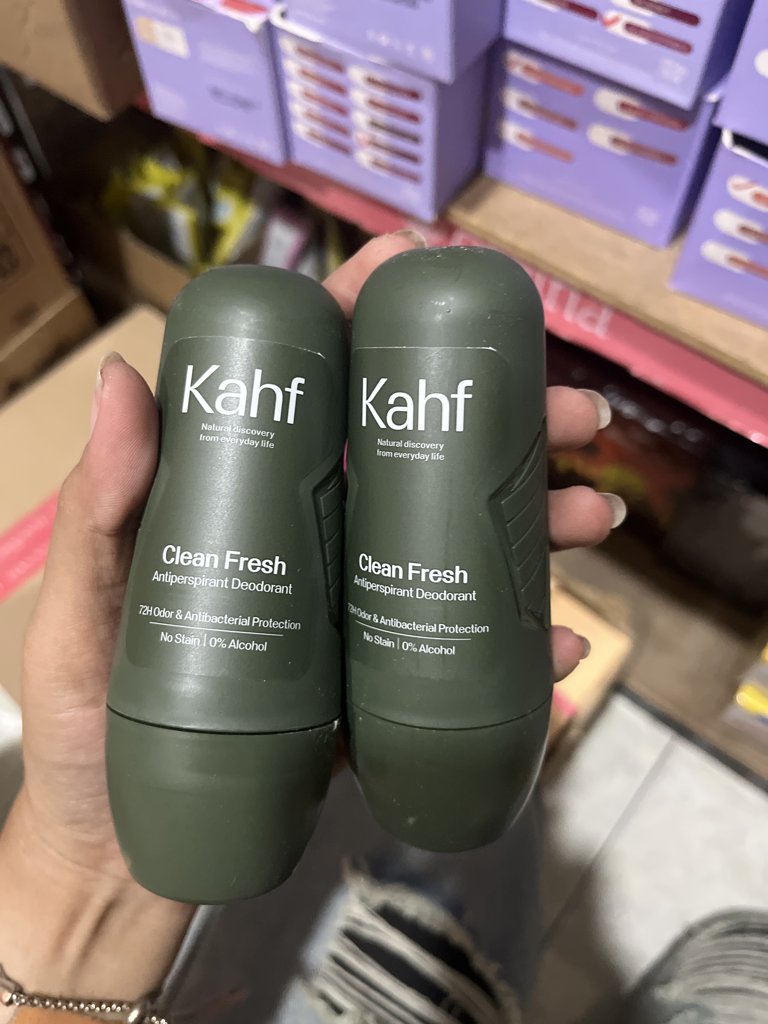 Kahf
Natural discovery
from everyday life
Clean Fresh
Antiperspirant Deodorant
72H Odor & Antibacterial Protection
No Stain | 0% Alcohol
Kahf
Natural discovery
from everyday life
Clean Fresh
Antiperspirant Deodorant
72H Odor & Antibacterial Protection
No Stain | 0% Alcohol